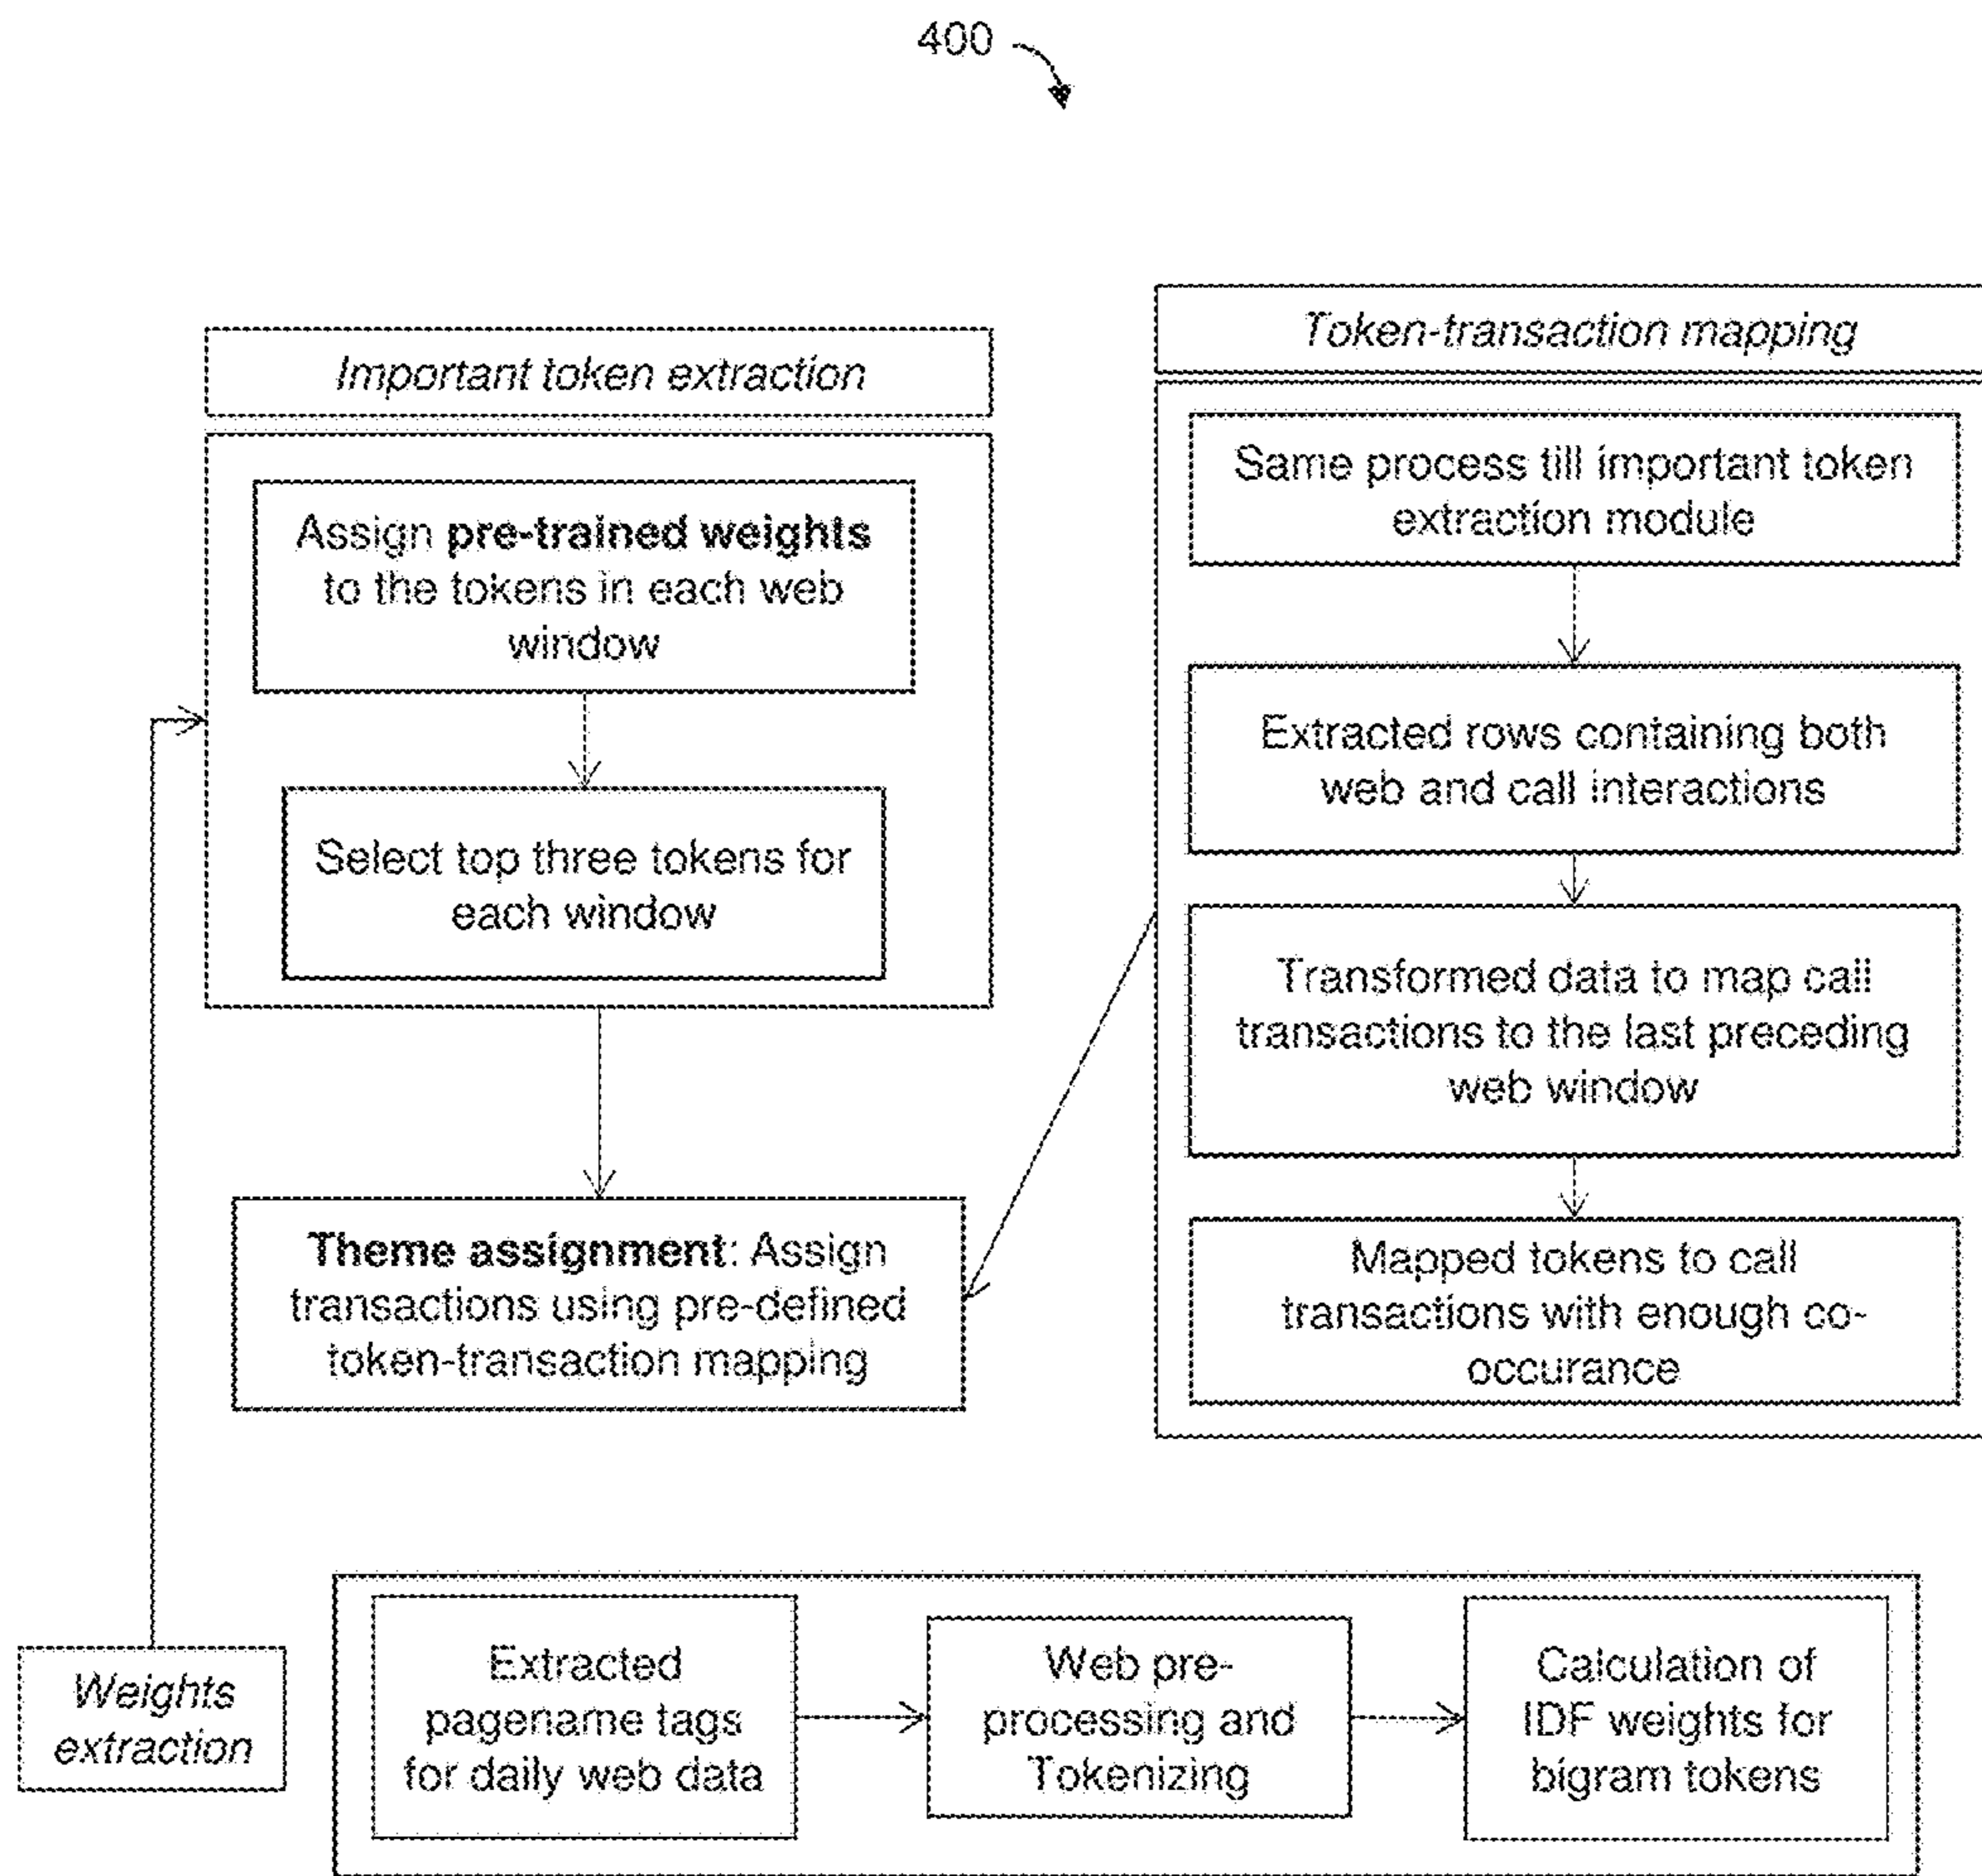 400
Important token extraction
Assign pre-trained weights
to the tokens in each web
window
Select top three tokens for
each window
Theme assignment: Assign
transactions using pre-defined
token-transaction mapping
Token-transaction mapping
Same process till important token
extraction module
Extracted rows containing both
web and call interactions
Transformed data to map call
transactions to the last preceding
web window
Mapped tokens to call
transactions with enough co-
occurance
Weights
extraction
Extracted
pagename tags
for daily web data
Web pre-
processing and
Tokenizing
Calculation of
IDF weights for
bigram tokens